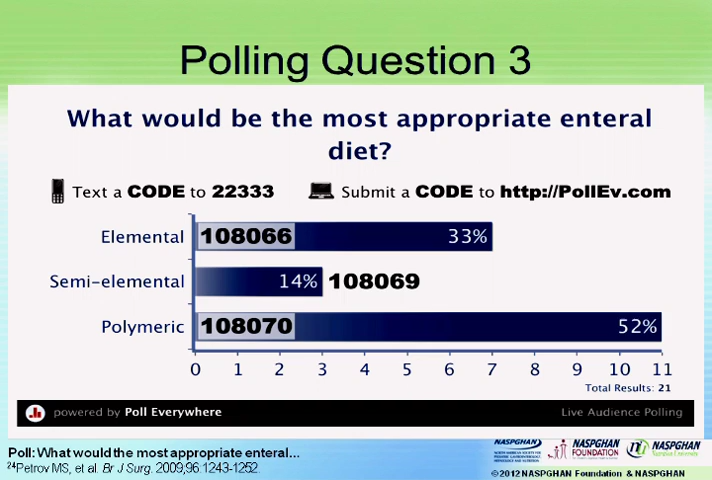 Polling Question 3
What would be the most appropriate enteral
diet?
Text a CODE to 22333
Submit a CODE to http://PollEv.com
Elemental 108066 33%
Semi-elemental 14% 108069
Polymeric 108070 52%
0 1 2 3 4 5 6 7 8 9 10 11
Total Results: 21
powered by Poll Everywhere
Live Audience Polling
Poll: What would the most appropriate enteral...
24Petrov MS, et al. Br J Surg. 2009;96:1243-1252.
NASPGHAN
NASPGHAN
FOUNDATION
NASPGHAN
©2012 NASPGHAN Foundation & NASPGHAN